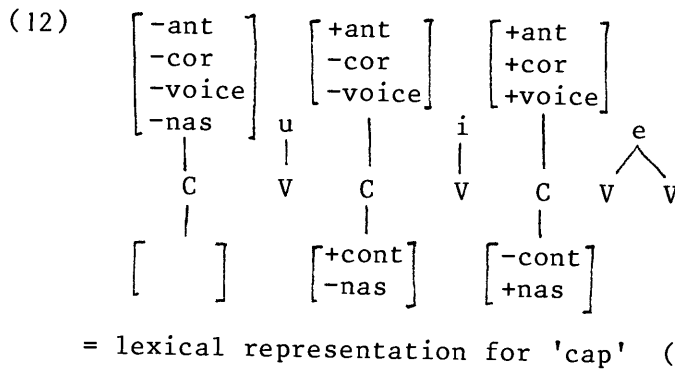 (12) -ant +ant +ant
-cor -cor +cor
-voice -voice +voice
-nas
u i e
C V C V C V V
+cont -cont
-nas +nas
= lexical representation for 'cap' (